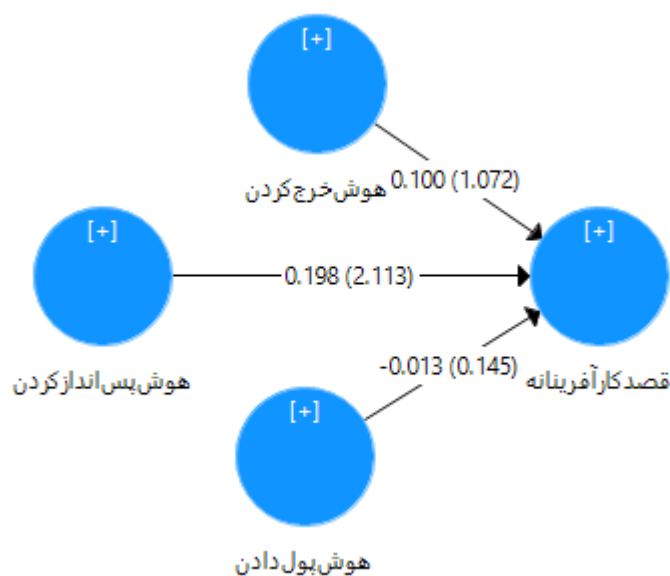 [+]
هوش‌خرج‌کردن
0.100 (1.072)
[+]
[+]
0.198 (2.113)
هوش‌پس‌اندازکردن
قصدکارآفرینانه
-0.013 (0.145)
[+]
هوش‌پول‌دادن